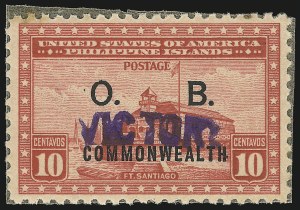 UNITED STATES OF AMERICA
PHILIPPINE ISLANDS
POSTAGE
O. B.
VICTORY
CENTAVOS CENTAVOS
COMMONWEALTH
10 10
FT. SANTIAGO